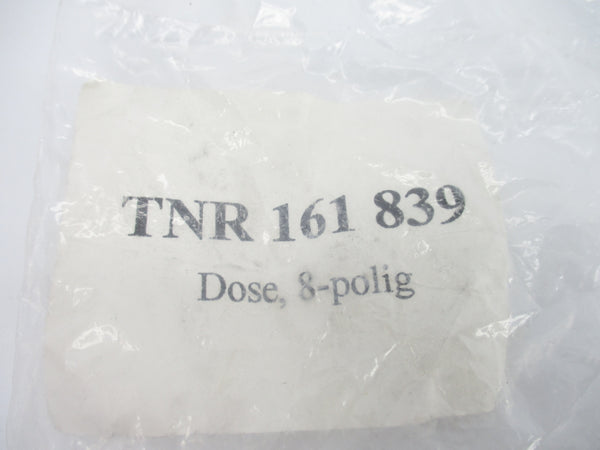 TNR 161 839
Dose, 8-polig